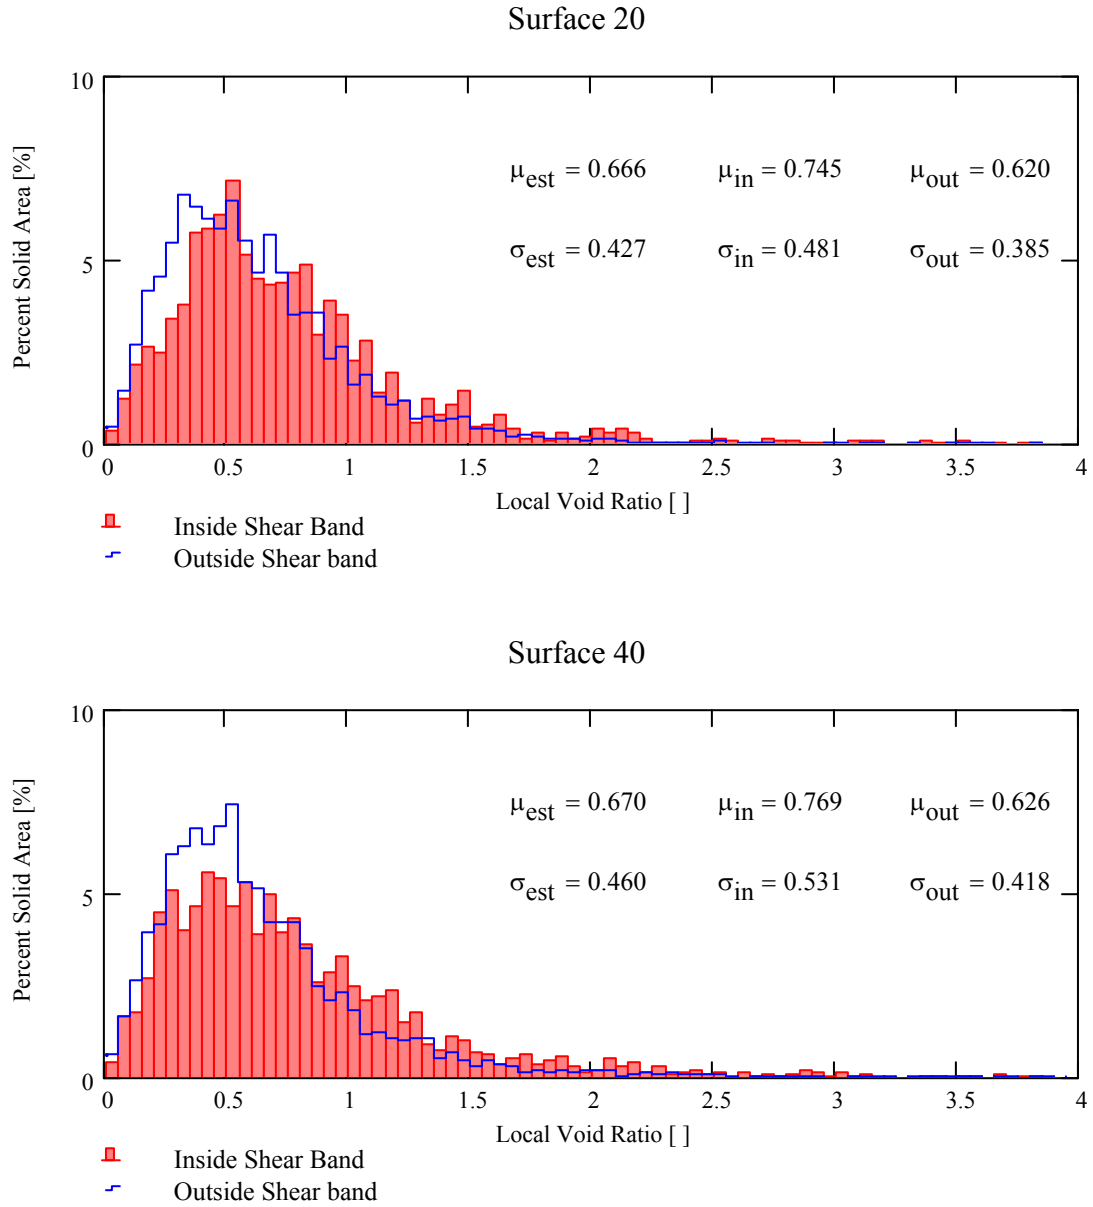 Surface 20
10
5
0
Percent Solid Area [%]
μest = 0.666 μin = 0.745 μout = 0.620
σest = 0.427 σin = 0.481 σout = 0.385
0 0.5 1 1.5 2 2.5 3 3.5 4
Local Void Ratio [ ]
Inside Shear Band
Outside Shear band
Surface 40
10
5
0
Percent Solid Area [%]
μest = 0.670 μin = 0.769 μout = 0.626
σest = 0.460 σin = 0.531 σout = 0.418
0 0.5 1 1.5 2 2.5 3 3.5 4
Local Void Ratio [ ]
Inside Shear Band
Outside Shear band